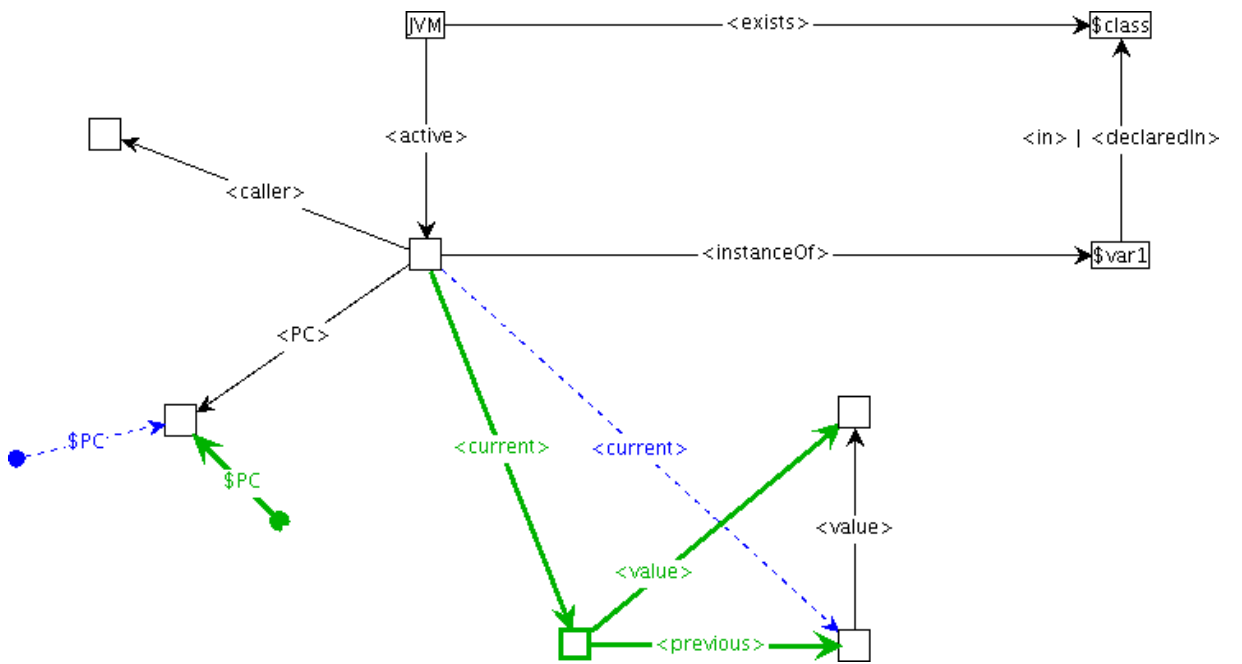 JVM
<exists>
$class
<active>
<in> | <declaredIn>
<caller>
<instanceOf>
$var1
<PC>
$PC
<current>
<current>
$PC
<value>
<value>
<previous>